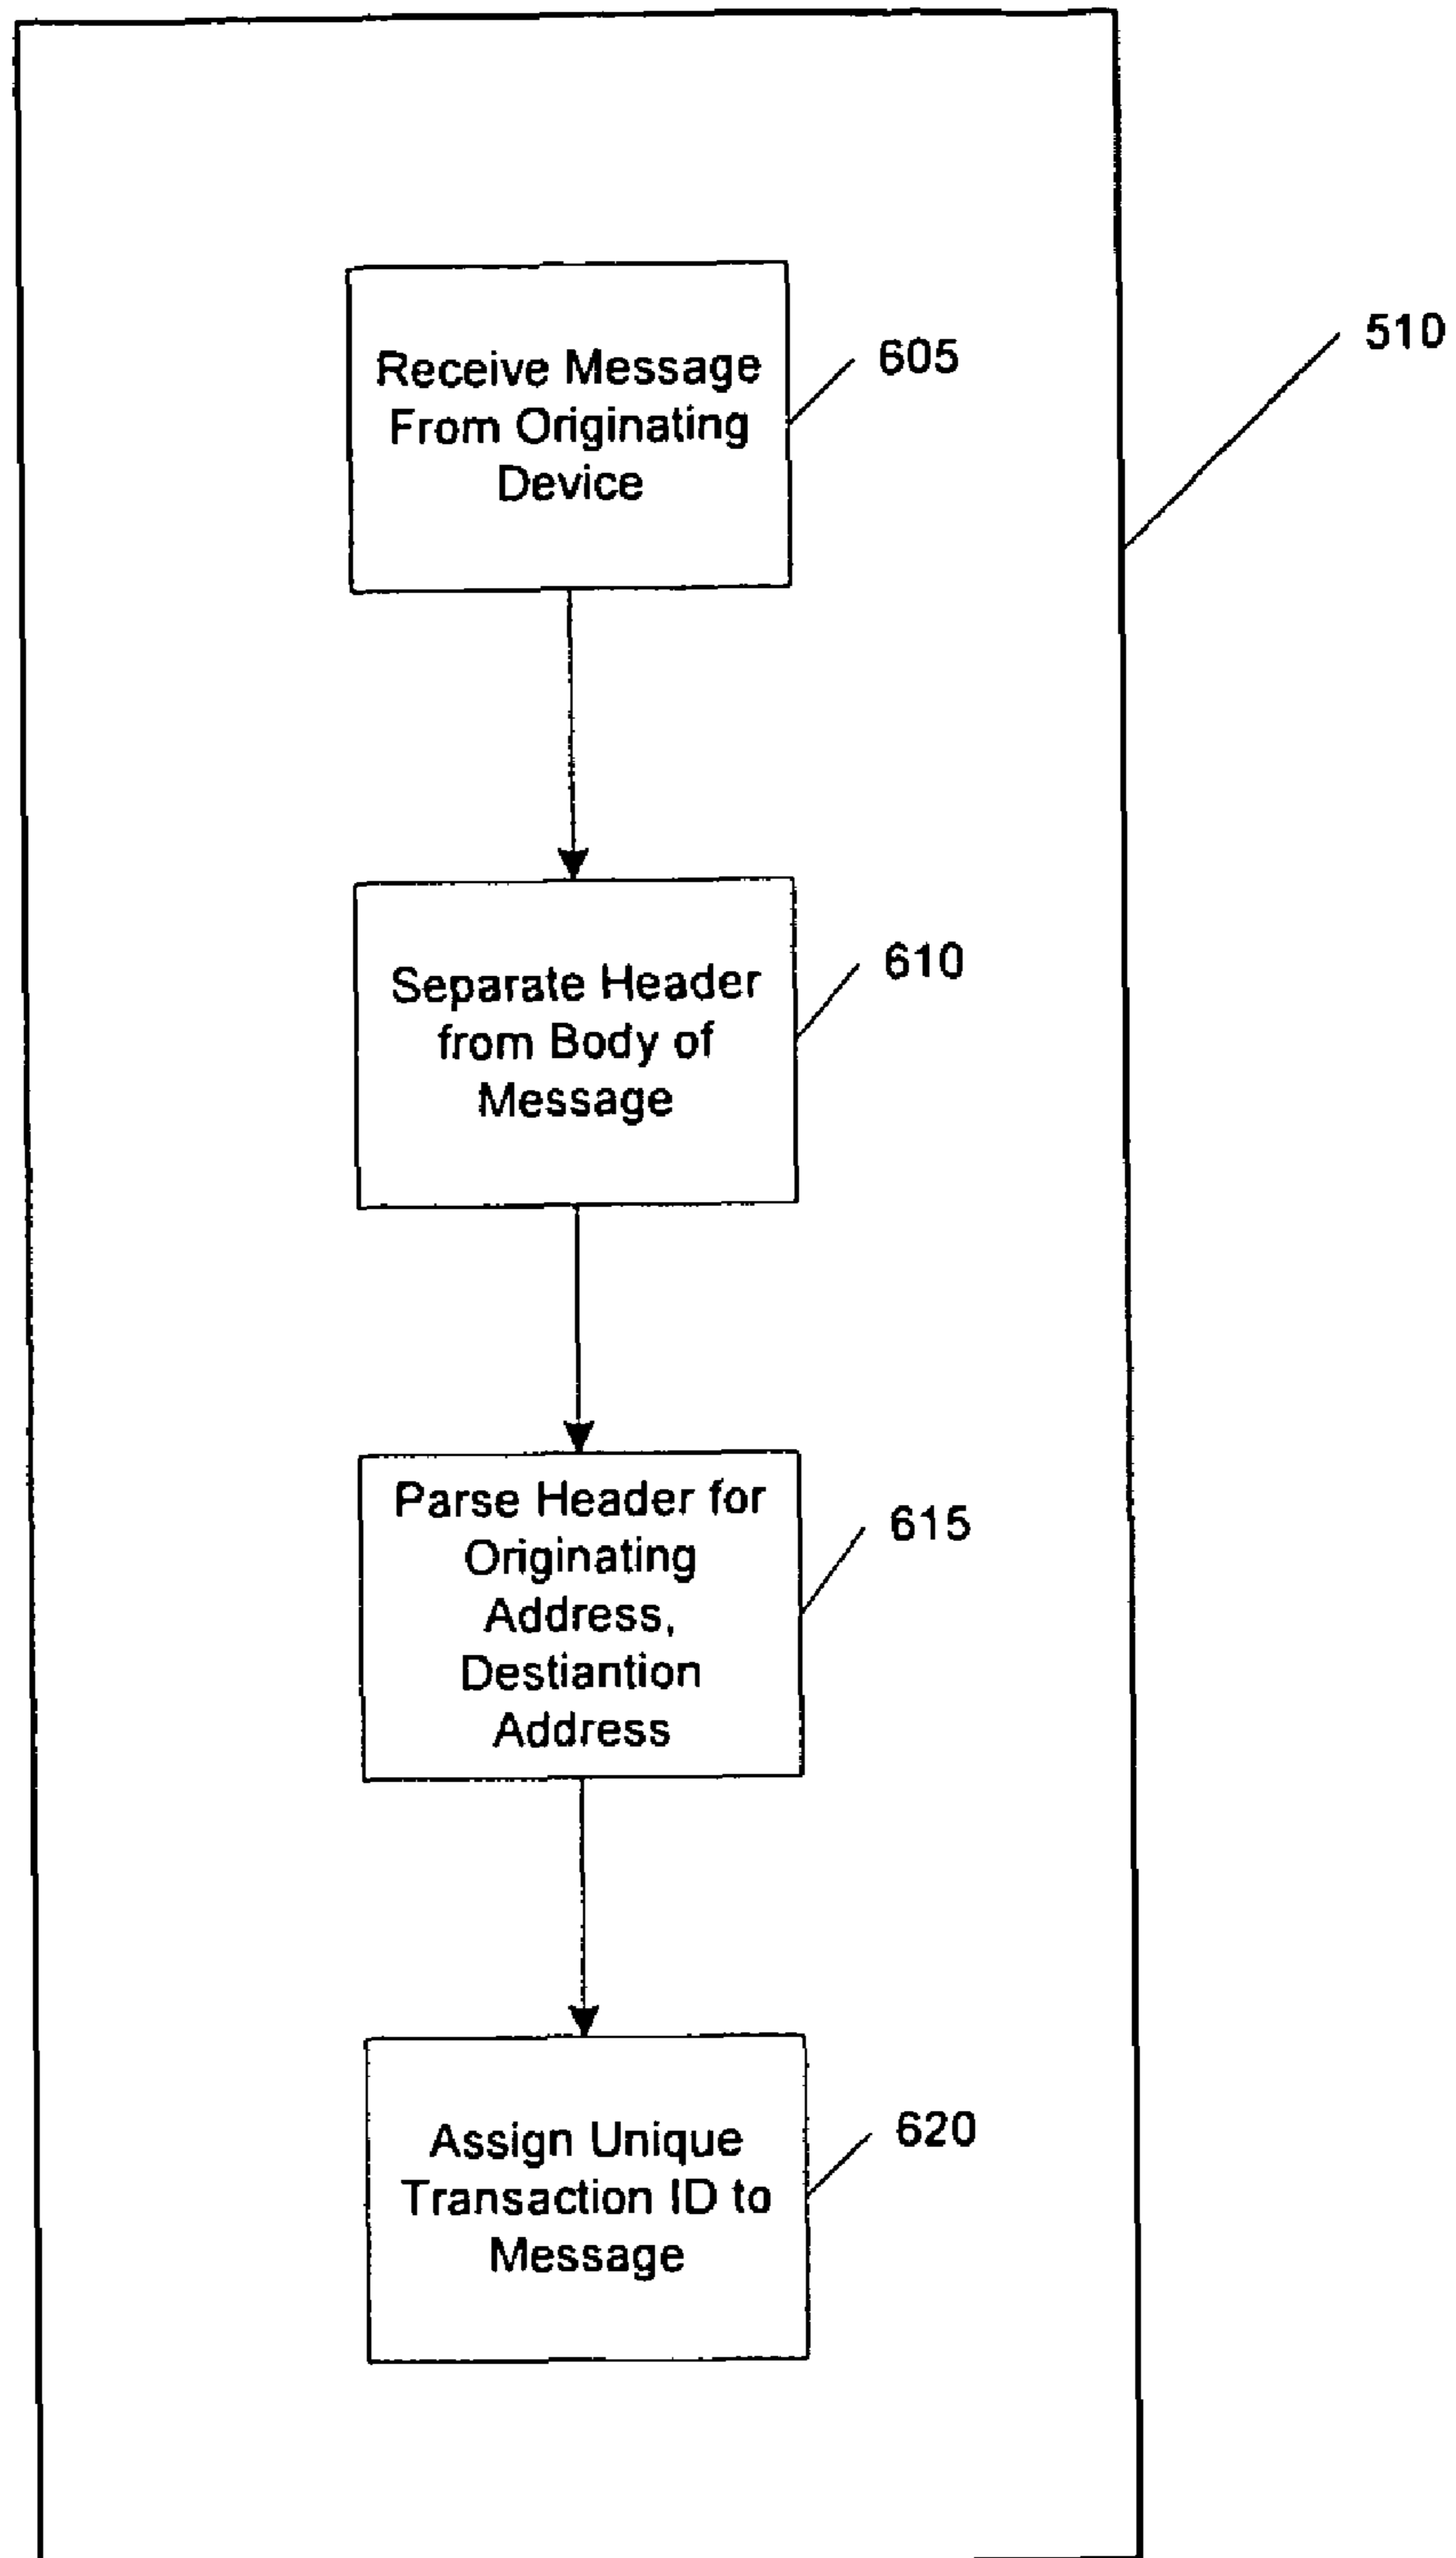 Receive Message
From Originating
Device
605
510
Separate Header
from Body of
Message
610
Parse Header for
Originating
Address,
Destiantion
Address
615
Assign Unique
Transaction ID to
Message
620